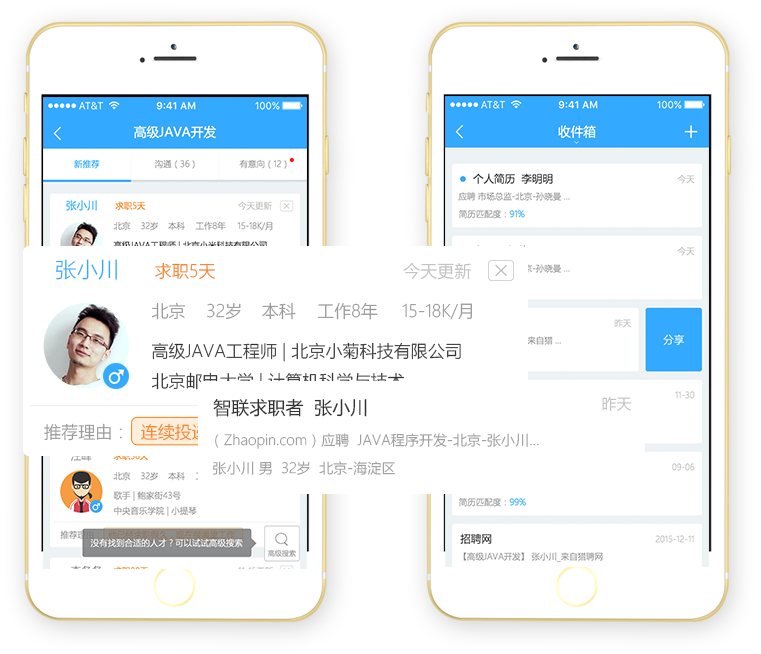 AT&T 9:41 AM 100%
高级JAVA开发
新推荐 沟通（36） 有意向（12）
张小川 求职5天 今天更新
北京 32岁 本科 工作8年 15-18K/月
高级JAVA工程师 | 北京小米科技有限公司
张小川 求职5天 今天更新
北京 32岁 本科 工作8年 15-18K/月
高级JAVA工程师 | 北京小菊科技有限公司
北京邮电大学 | 计算机科学与技术
推荐理由： 连续投递
智联求职者 张小川 昨天
（Zhaopin.com）应聘 JAVA程序开发-北京-张小川...
张小川 男 32岁 北京-海淀区
北京 32岁 本科
歌手 | 鲍家街43号
中央音乐学院 | 小提琴
推荐理由
没有找到合适的人才？可以试试高级搜索
高级搜索
AT&T 9:41 AM 100%
收件箱
个人简历 李明明 今天
应聘 市场总监-北京-孙晓曼 ...
简历匹配度：91%
今天
京-孙晓曼 ...
昨天
来自猎 ...
分享
11-30
09-06
简历匹配度：99%
招聘网 2015-12-11
【高级JAVA开发】 张小川_来自猎聘网